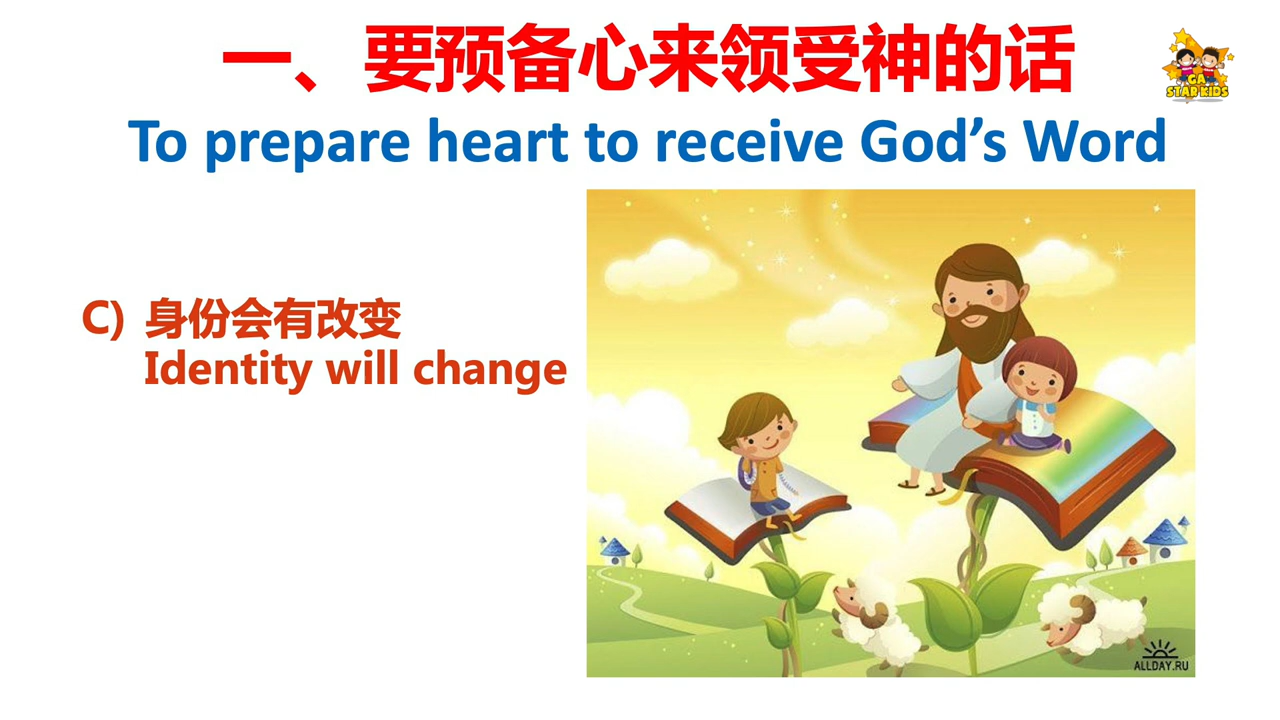 一、要预备心来领受神的话
GA
STAR KIDS
To prepare heart to receive God’s Word
C) 身份会有改变
Identity will change
ALLDAY.RU